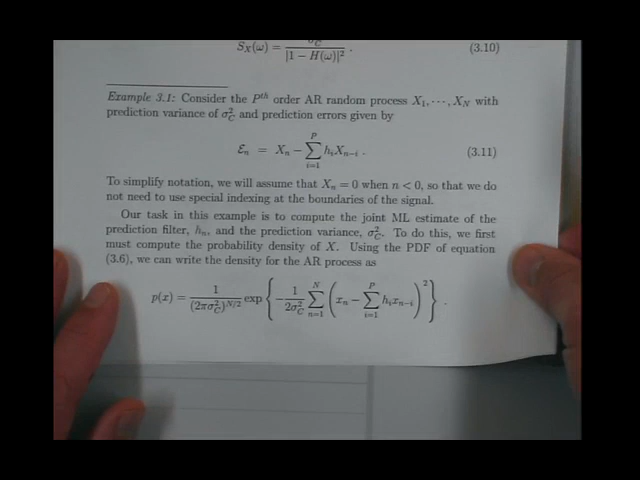 S_X(ω) = σ_C^2 / |1 − H(ω)|^2 . (3.10)
Example 3.1: Consider the P^th order AR random process X_1, ···, X_N with
prediction variance of σ_C^2 and prediction errors given by
ℰ_n = X_n − ∑_{i=1}^{P} h_i X_{n−i} . (3.11)
To simplify notation, we will assume that X_n = 0 when n < 0, so that we do
not need to use special indexing at the boundaries of the signal.
Our task in this example is to compute the joint ML estimate of the
prediction filter, h_n, and the prediction variance, σ_C^2. To do this, we first
must compute the probability density of X. Using the PDF of equation
(3.6), we can write the density for the AR process as
p(x) = 1 / (2πσ_C^2)^{N/2} exp { − 1 / 2σ_C^2 ∑_{n=1}^{N} ( x_n − ∑_{i=1}^{P} h_i x_{n−i} )^2 } .